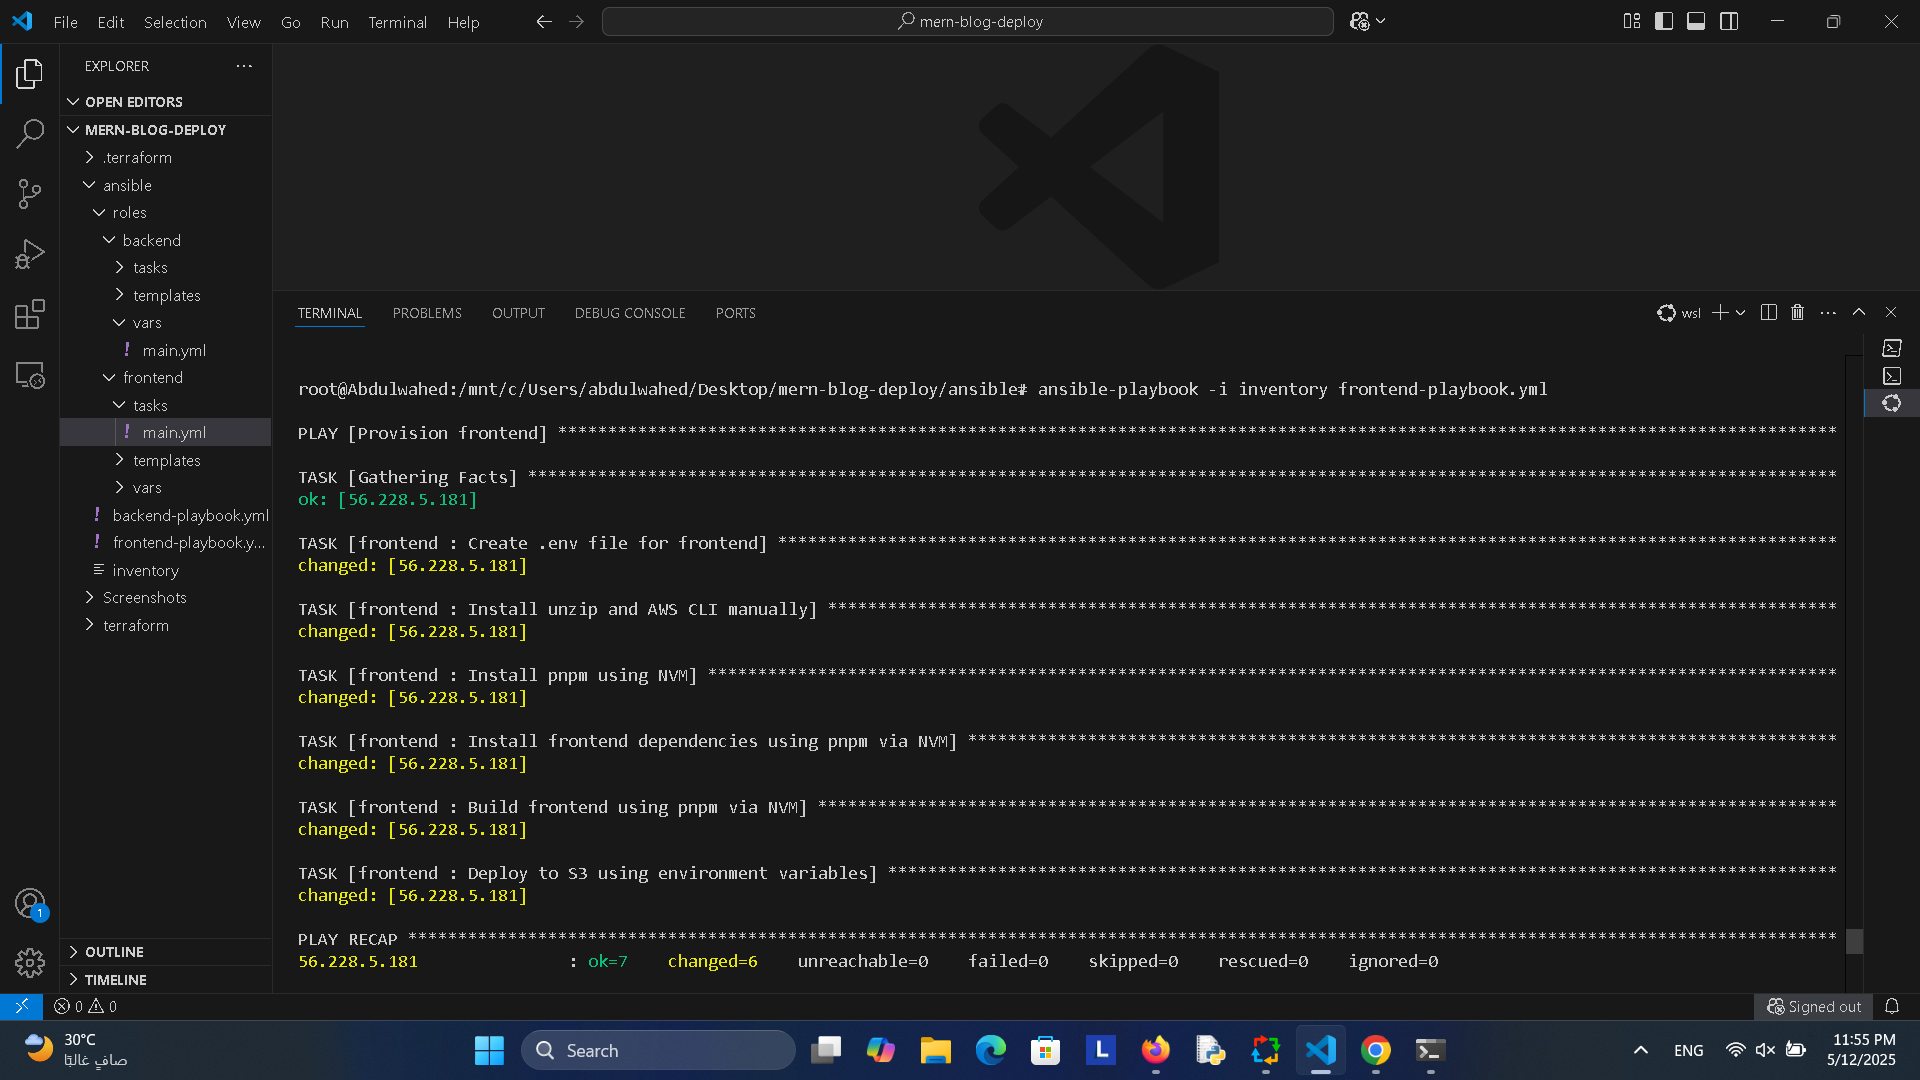 File Edit Selection View Go Run Terminal Help
mern-blog-deploy
EXPLORER
OPEN EDITORS
MERN-BLOG-DEPLOY
.terraform
ansible
roles
backend
tasks
templates
vars
! main.yml
frontend
tasks
! main.yml
templates
vars
! backend-playbook.yml
! frontend-playbook.y...
inventory
Screenshots
terraform
OUTLINE
TIMELINE
TERMINAL PROBLEMS OUTPUT DEBUG CONSOLE PORTS
wsl
root@Abdulwahed:/mnt/c/Users/abdulwahed/Desktop/mern-blog-deploy/ansible# ansible-playbook -i inventory frontend-playbook.yml
PLAY [Provision frontend] ********************************************************************************************************************************
TASK [Gathering Facts] ***********************************************************************************************************************************
ok: [56.228.5.181]
TASK [frontend : Create .env file for frontend] **********************************************************************************************************
changed: [56.228.5.181]
TASK [frontend : Install unzip and AWS CLI manually] *****************************************************************************************************
changed: [56.228.5.181]
TASK [frontend : Install pnpm using NVM] *****************************************************************************************************************
changed: [56.228.5.181]
TASK [frontend : Install frontend dependencies using pnpm via NVM] ***************************************************************************************
changed: [56.228.5.181]
TASK [frontend : Build frontend using pnpm via NVM] ******************************************************************************************************
changed: [56.228.5.181]
TASK [frontend : Deploy to S3 using environment variables] ***********************************************************************************************
changed: [56.228.5.181]
PLAY RECAP ***********************************************************************************************************************************************
56.228.5.181 : ok=7 changed=6 unreachable=0 failed=0 skipped=0 rescued=0 ignored=0
1
0 0
Signed out
30°C
صافٍ غالبًا
Search
L
ENG
11:55 PM
5/12/2025